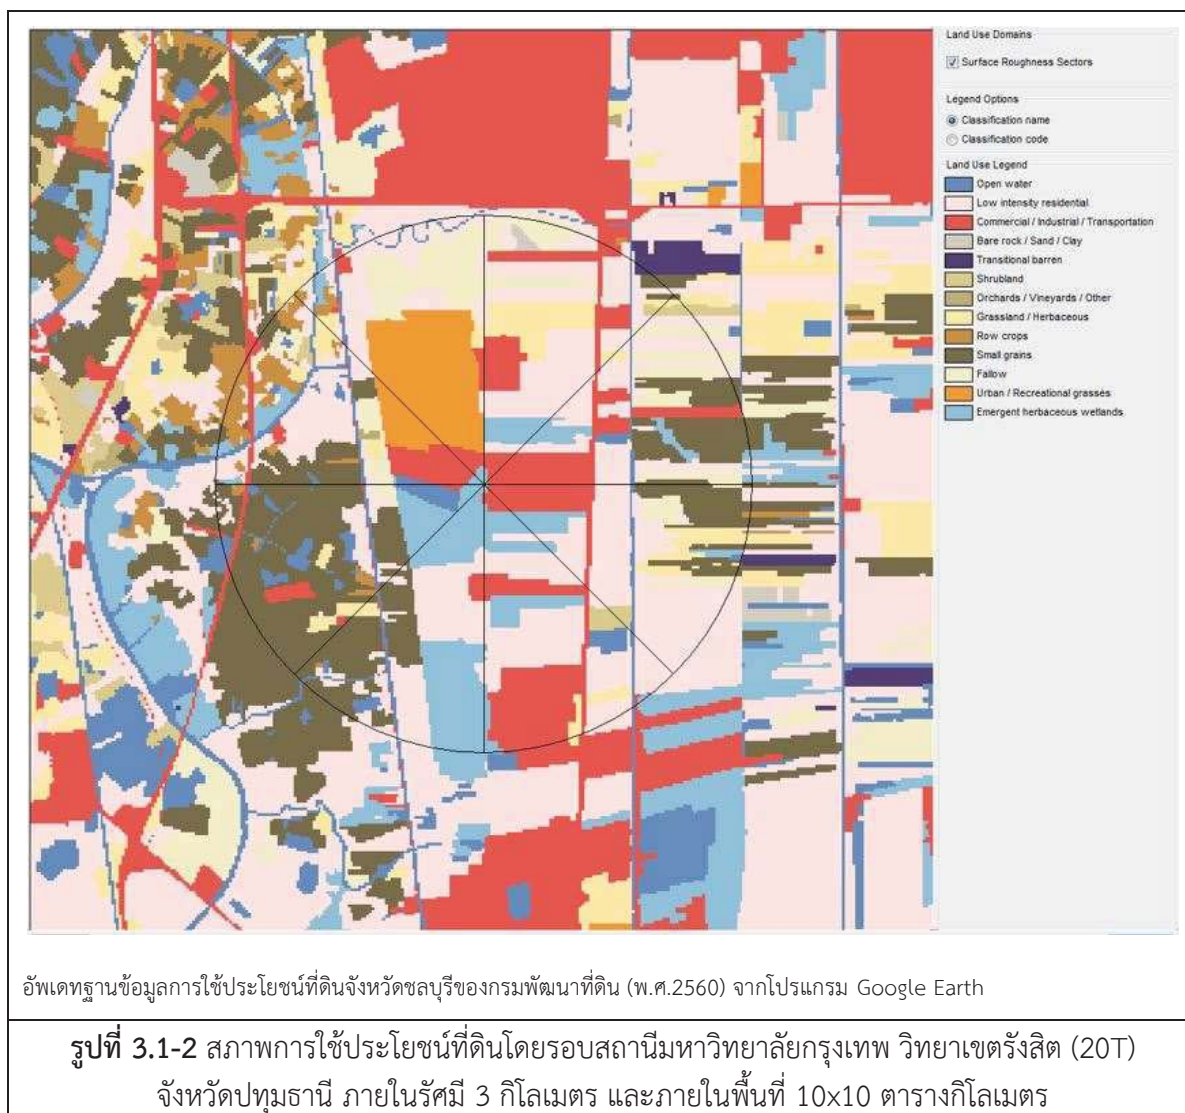 Land Use Domains
Surface Roughness Sectors
Legend Options
Classification name
Classification code
Land Use Legend
Open water
Low intensity residential
Commercial / Industrial / Transportation
Bare rock / Sand / Clay
Transitional barren
Shrubland
Orchards / Vineyards / Other
Grassland / Herbaceous
Row crops
Small grains
Fallow
Urban / Recreational grasses
Emergent herbaceous wetlands
อัพเดทฐานข้อมูลการใช้ประโยชน์ที่ดินจังหวัดชลบุรีของกรมพัฒนาที่ดิน (พ.ศ.2560) จากโปรแกรม Google Earth
รูปที่ 3.1-2 สภาพการใช้ประโยชน์ที่ดินโดยรอบสถานีมหาวิทยาลัยกรุงเทพ วิทยาเขตรังสิต (20T)
จังหวัดปทุมธานี ภายในรัศมี 3 กิโลเมตร และภายในพื้นที่ 10x10 ตารางกิโลเมตร